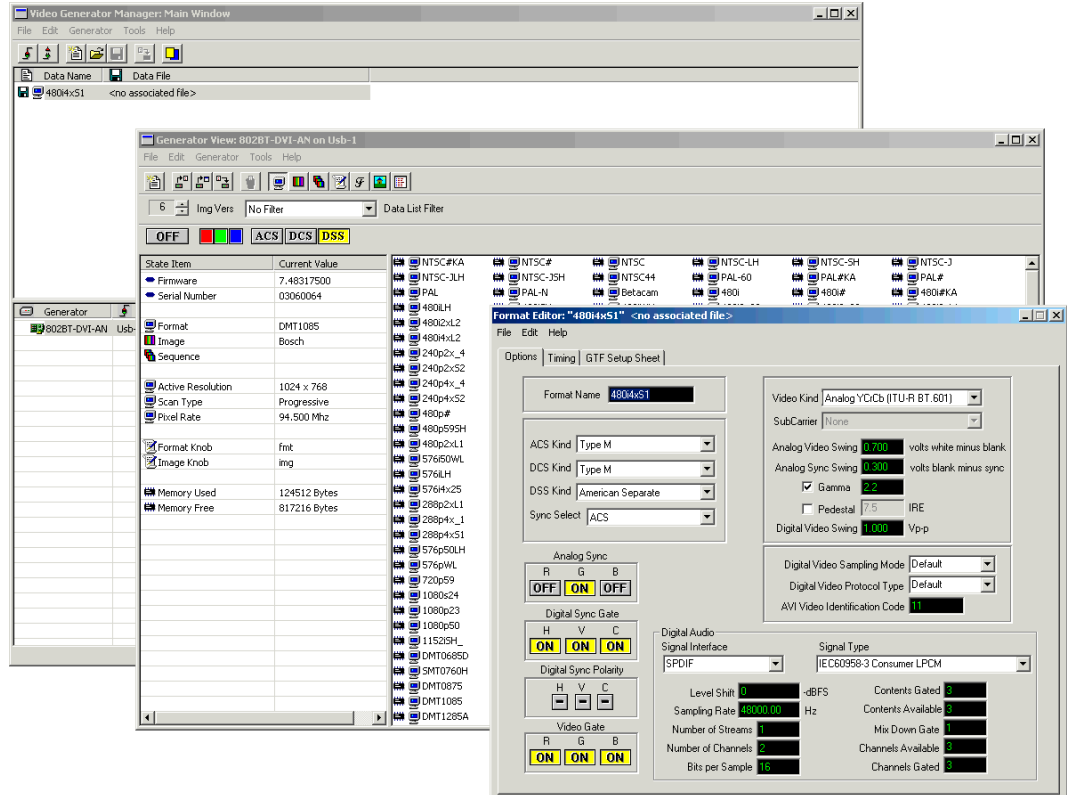 Video Generator Manager: Main Window
File Edit Generator Tools Help
Data Name Data File
480i4xS1 <no associated file>
Generator
802BT-DVI-AN Usb-
Generator View: 802BT-DVI-AN on Usb-1
File Edit Generator Tools Help
6 Img Vers No Filter Data List Filter
OFF ACS DCS DSS
State Item Current Value
Firmware 7.48317500
Serial Number 03060064
Format DMT1085
Image Bosch
Sequence
Active Resolution 1024 x 768
Scan Type Progressive
Pixel Rate 94.500 Mhz
Format Knob fmt
Image Knob img
Memory Used 124512 Bytes
Memory Free 817216 Bytes
NTSC#KA NTSC# NTSC NTSC-LH NTSC-SH NTSC-J
NTSC-JLH NTSC-JSH NTSC44 PAL-60 PAL#KA PAL#
PAL PAL-N Betacam 480i 480i# 480i#KA
480iLH
480i2xL2
480i4xL2
240p2x_4
240p2xS2
240p4x_4
240p4xS2
480p#
480p59SH
480p2xL1
576i50WL
576iLH
576i4x25
288p2xL1
288p4x_1
288p4xS1
576p50LH
576pWL
720p59
1080s24
1080p23
1080p50
1152iSH_
DMT0685D
SMT0760H
DMT0875
DMT1085
DMT1285A
Format Editor: "480i4xS1" <no associated file>
File Edit Help
Options Timing GTF Setup Sheet
Format Name 480i4xS1
ACS Kind Type M
DCS Kind Type M
DSS Kind American Separate
Sync Select ACS
Analog Sync
R G B
OFF ON OFF
Digital Sync Gate
H V C
ON ON ON
Digital Sync Polarity
H V C
- - -
Video Gate
R G B
ON ON ON
Video Kind Analog YCrCb (ITU-R BT.601)
SubCarrier None
Analog Video Swing 0.700 volts white minus blank
Analog Sync Swing 0.300 volts blank minus sync
Gamma 2.2
Pedestal 7.5 IRE
Digital Video Swing 1.000 Vp-p
Digital Video Sampling Mode Default
Digital Video Protocol Type Default
AVI Video Identification Code 11
Digital Audio
Signal Interface Signal Type
SPDIF IEC60958-3 Consumer LPCM
Level Shift 0 -dBFS Contents Gated 3
Sampling Rate 48000.00 Hz Contents Available 3
Number of Streams 1 Mix Down Gate 1
Number of Channels 2 Channels Available 3
Bits per Sample 16 Channels Gated 3